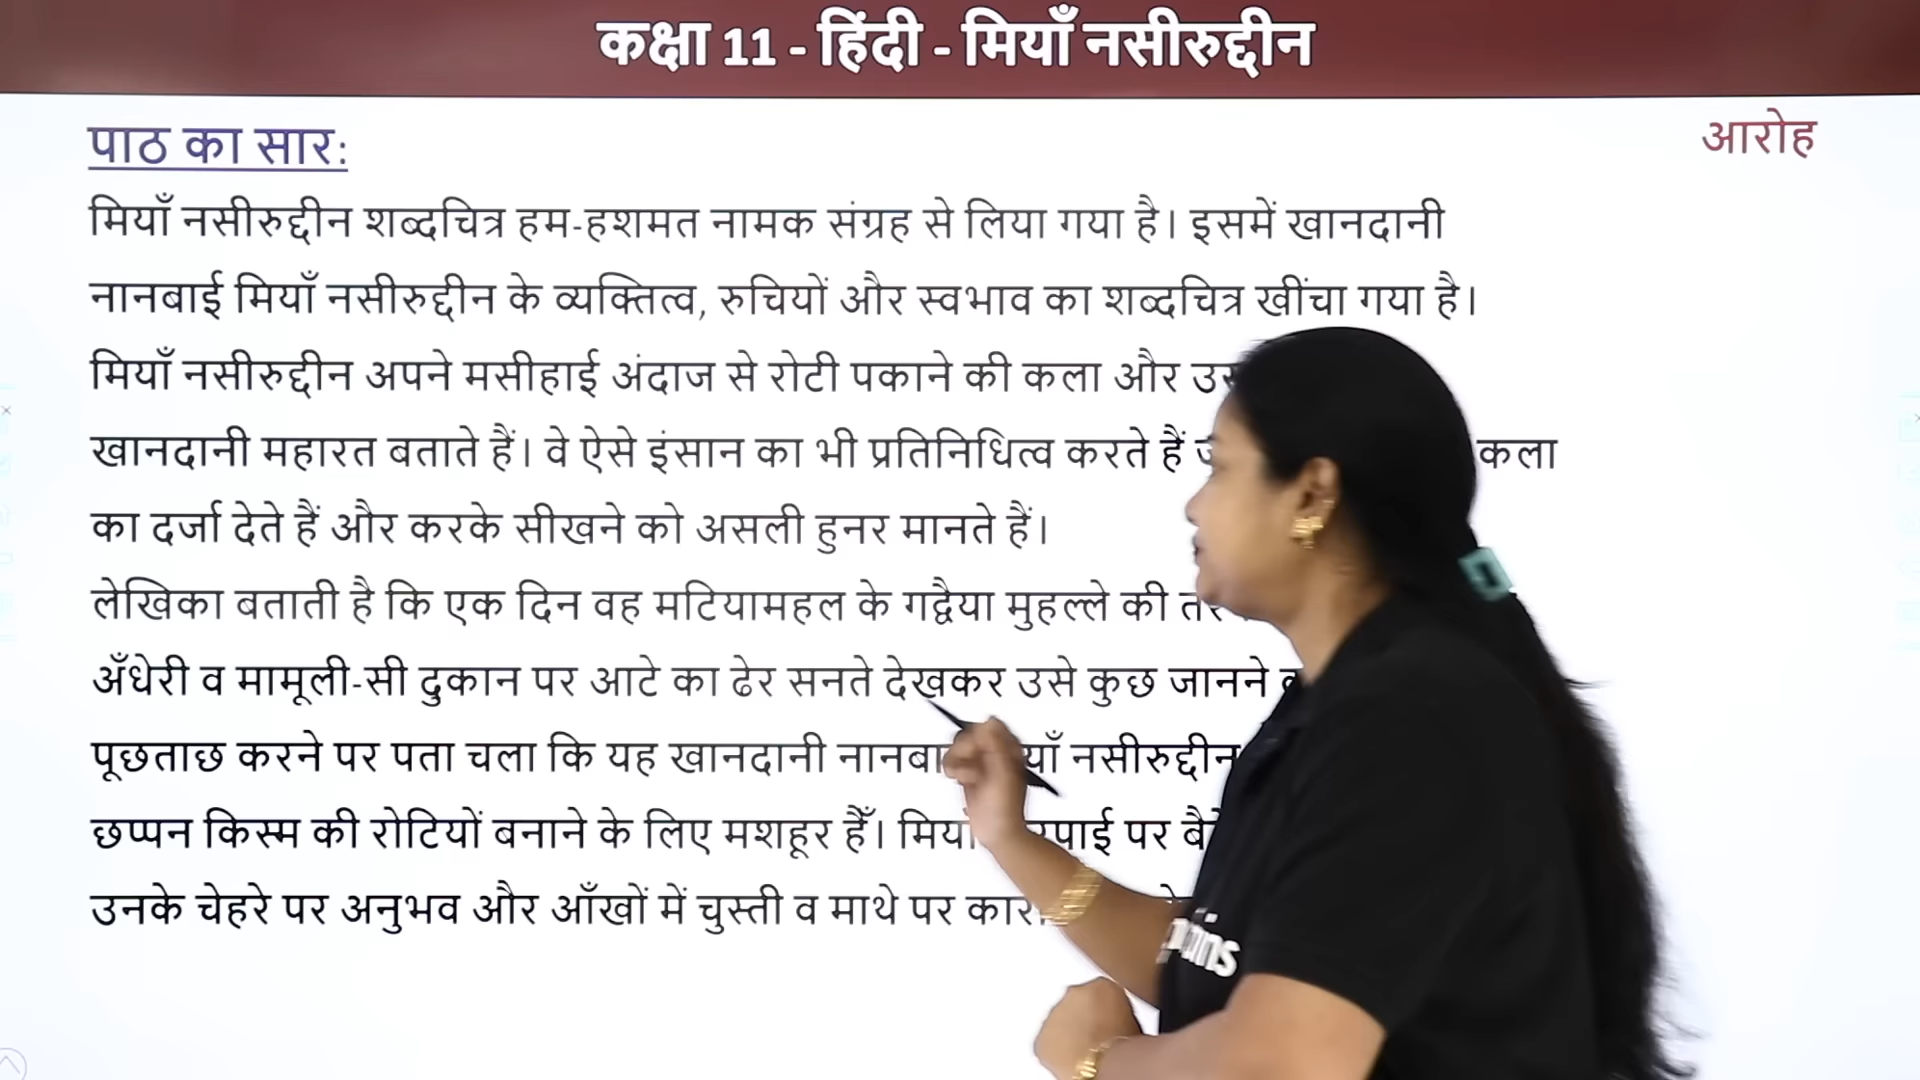 कक्षा 11 - हिंदी - मियाँ नसीरुद्दीन
आरोह
पाठ का सार:
मियाँ नसीरुद्दीन शब्दचित्र हम-हशमत नामक संग्रह से लिया गया है। इसमें खानदानी
नानबाई मियाँ नसीरुद्दीन के व्यक्तित्व, रुचियों और स्वभाव का शब्दचित्र खींचा गया है।
मियाँ नसीरुद्दीन अपने मसीहाई अंदाज से रोटी पकाने की कला और
खानदानी महारत बताते हैं। वे ऐसे इंसान का भी प्रतिनिधित्व करते हैं कला
का दर्जा देते हैं और करके सीखने को असली हुनर मानते हैं।
लेखिका बताती है कि एक दिन वह मटियामहल के गद्वैया मुहल्ले की
अँधेरी व मामूली-सी दुकान पर आटे का ढेर सनते देखकर उसे कुछ जानने
पूछताछ करने पर पता चला कि यह खानदानी नसीरुद्दीन
छप्पन किस्म की रोटियों बनाने के लिए मशहूर हैँ। पर
उनके चेहरे पर अनुभव और आँखों में चुस्ती व माथे पर